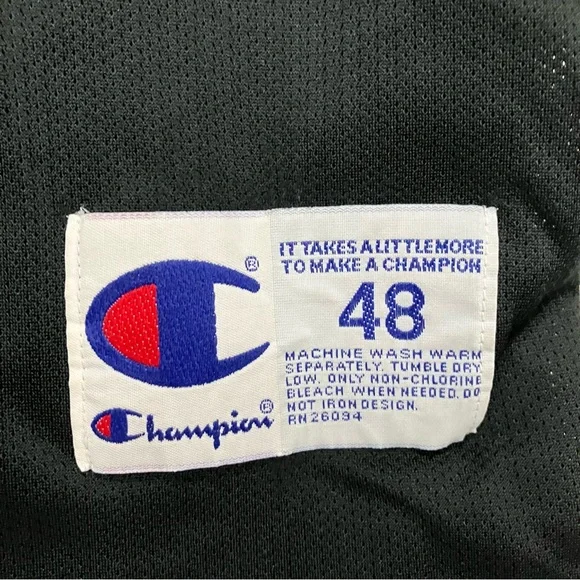 ®
Champion®
IT TAKES A LITTLE MORE
TO MAKE A CHAMPION
48
MACHINE WASH WARM
SEPARATELY. TUMBLE DRY
LOW. ONLY NON-CHLORINE
BLEACH WHEN NEEDED. DO
NOT IRON DESIGN.
RN26094